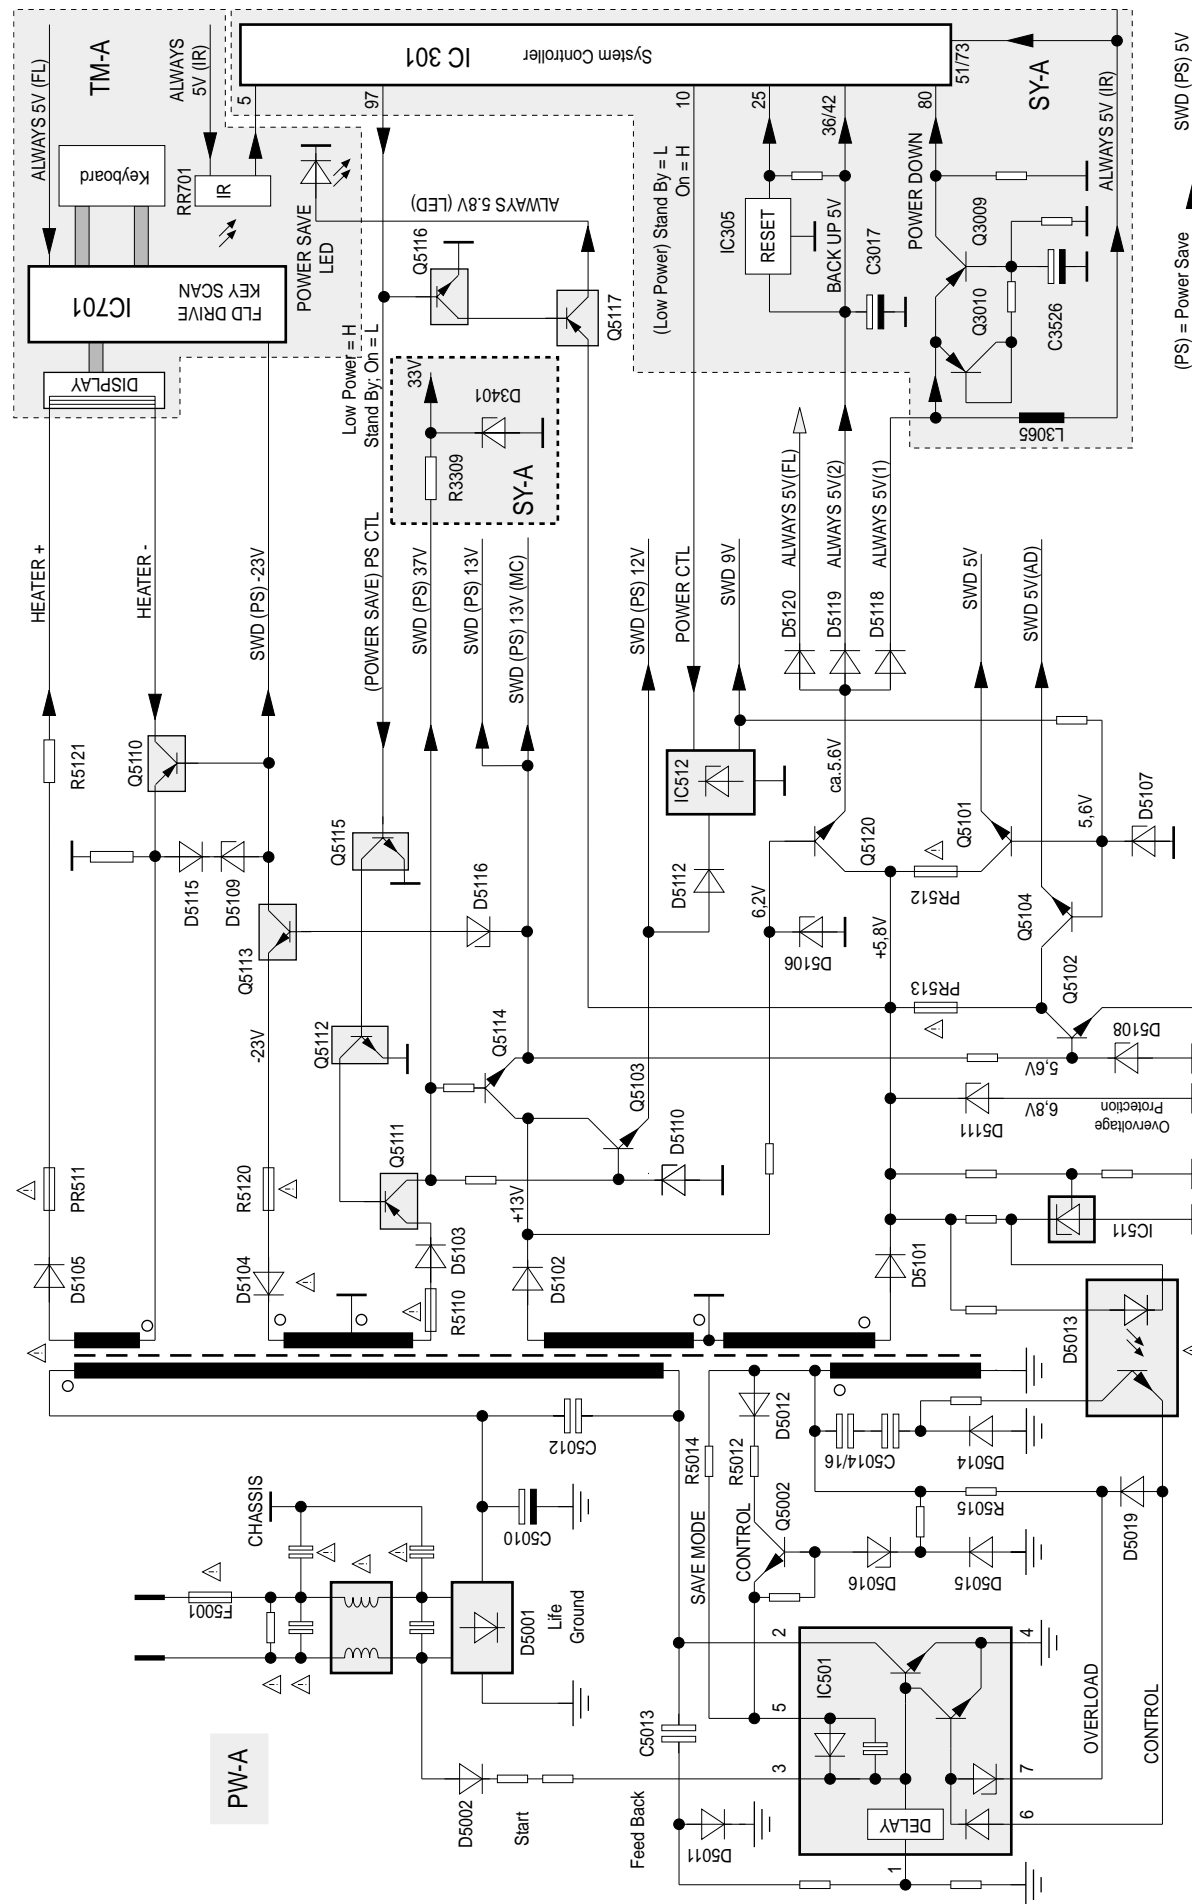 ALWAYS 5V (FL)
TM-A
ALWAYS
5V (IR)
Keyboard
RR701
IR
5
IC701
FLD DRIVE
KEY SCAN
DISPLAY
POWER SAVE
LED
IC 301
System Controller
97
10
25
36/42
80
51/73
SY-A
ALWAYS 5V (IR)
SWD (PS) 5V
(PS) = Power Save
ALWAYS 5.8V (LED)
Q5116
Q5117
Low Power = H
Stand By; On = L
33V
D3401
R3309
SY-A
(Low Power) Stand By = L
On = H
IC305
RESET
BACK UP 5V
C3017
POWER DOWN
Q3009
Q3010
C3526
L3065
HEATER +
HEATER -
SWD (PS) -23V
(POWER SAVE) PS CTL
SWD (PS) 37V
SWD (PS) 13V
SWD (PS) 13V (MC)
SWD (PS) 12V
POWER CTL
SWD 9V
D5120
ALWAYS 5V(FL)
D5119
ALWAYS 5V(2)
D5118
ALWAYS 5V(1)
SWD 5V
SWD 5V(AD)
R5121
Q5110
D5115
D5109
Q5113
Q5115
D5116
IC512
D5112
ca.5.6V
Q5120
Q5101
5,6V
D5107
6,2V
D5106
PR512
Q5104
+5,8V
PR513
Q5102
-23V
Q5112
Q5114
Q5103
D5110
5,6V
D5108
D5111
6,8V
Overvoltage
Protection
PR511
R5120
Q5111
+13V
IC511
D5105
D5104
D5103
R5110
D5102
D5101
D5013
C5012
R5014
R5012
D5012
C5014/16
D5014
CHASSIS
C5010
SAVE MODE
CONTROL
Q5002
R5015
D5016
D5015
D5019
F5001
D5001
Life
Ground
PW-A
D5002
Start
C5013
Feed Back
D5011
2
5
3
IC501
4
DELAY
1
7
6
OVERLOAD
CONTROL